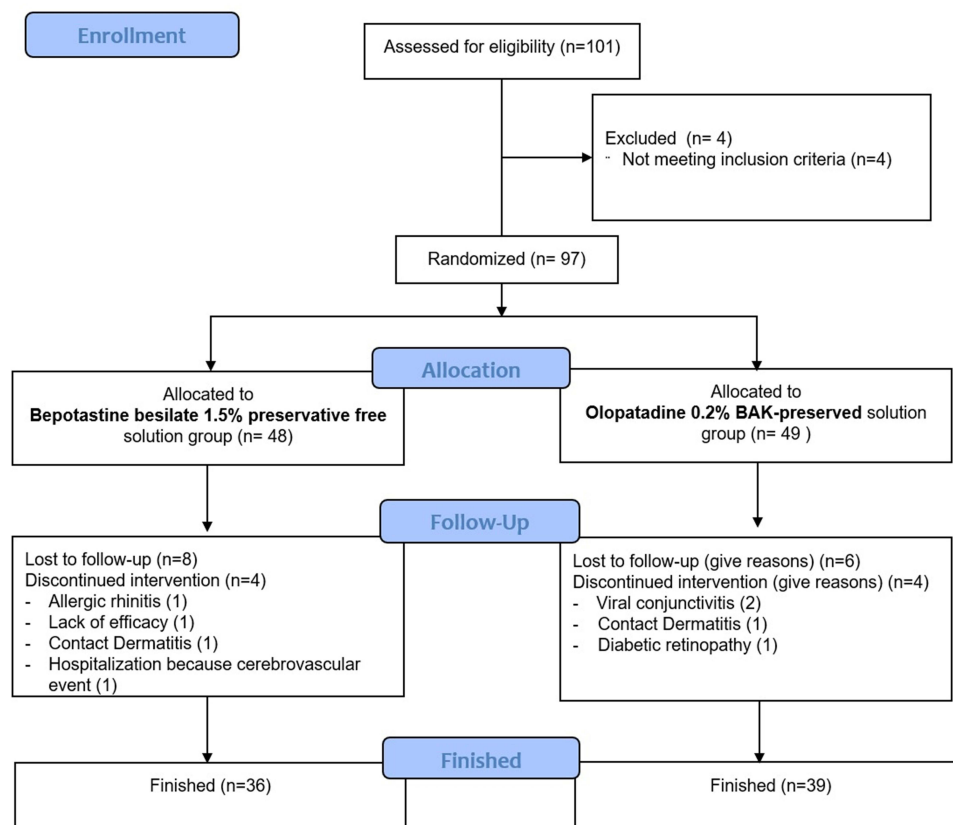 Enrollment
Assessed for eligibility (n=101)
Excluded (n= 4)
¨ Not meeting inclusion criteria (n=4)
Randomized (n= 97)
Allocation
Allocated to
Bepotastine besilate 1.5% preservative free
solution group (n= 48)
Allocated to
Olopatadine 0.2% BAK-preserved solution
group (n= 49 )
Follow-Up
Lost to follow-up (n=8)
Discontinued intervention (n=4)
- Allergic rhinitis (1)
- Lack of efficacy (1)
- Contact Dermatitis (1)
- Hospitalization because cerebrovascular
event (1)
Lost to follow-up (give reasons) (n=6)
Discontinued intervention (give reasons) (n=4)
- Viral conjunctivitis (2)
- Contact Dermatitis (1)
- Diabetic retinopathy (1)
Finished
Finished (n=36)
Finished (n=39)